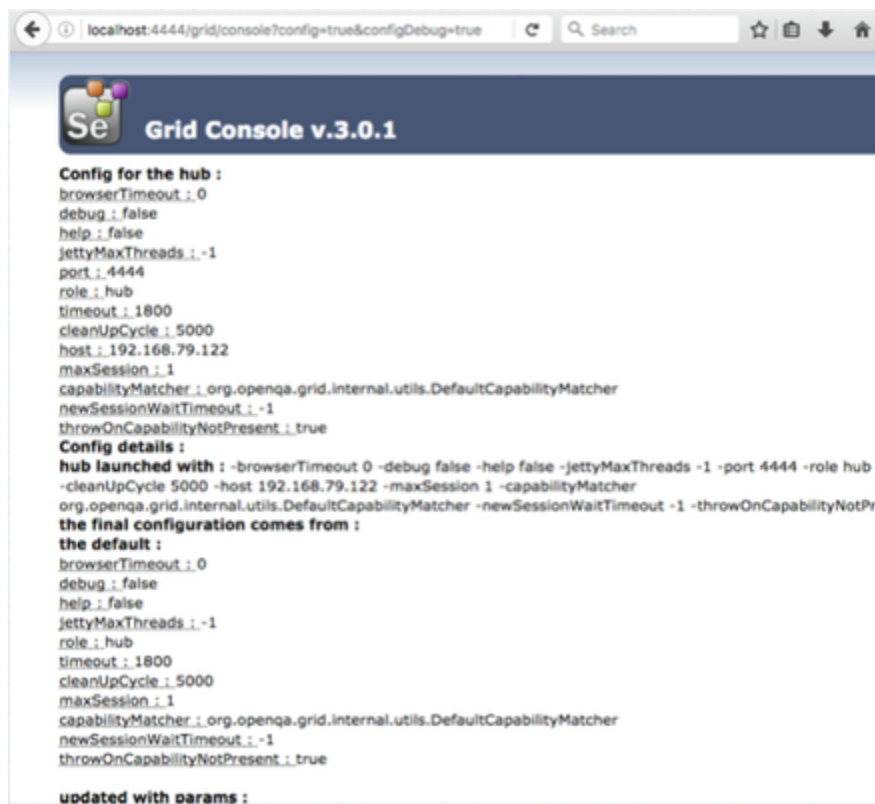 localhost:4444/grid/console?config=true&configDebug=true
Search
Se
Grid Console v.3.0.1
Config for the hub :
browserTimeout : 0
debug : false
help : false
jettyMaxThreads : -1
port : 4444
role : hub
timeout : 1800
cleanUpCycle : 5000
host : 192.168.79.122
maxSession : 1
capabilityMatcher : org.openqa.grid.internal.utils.DefaultCapabilityMatcher
newSessionWaitTimeout : -1
throwOnCapabilityNotPresent : true
Config details :
hub launched with : -browserTimeout 0 -debug false -help false -jettyMaxThreads -1 -port 4444 -role hub
-cleanUpCycle 5000 -host 192.168.79.122 -maxSession 1 -capabilityMatcher
org.openqa.grid.internal.utils.DefaultCapabilityMatcher -newSessionWaitTimeout -1 -throwOnCapabilityNotPr
the final configuration comes from :
the default :
browserTimeout : 0
debug : false
help : false
jettyMaxThreads : -1
role : hub
timeout : 1800
cleanUpCycle : 5000
maxSession : 1
capabilityMatcher : org.openqa.grid.internal.utils.DefaultCapabilityMatcher
newSessionWaitTimeout : -1
throwOnCapabilityNotPresent : true
updated with params :